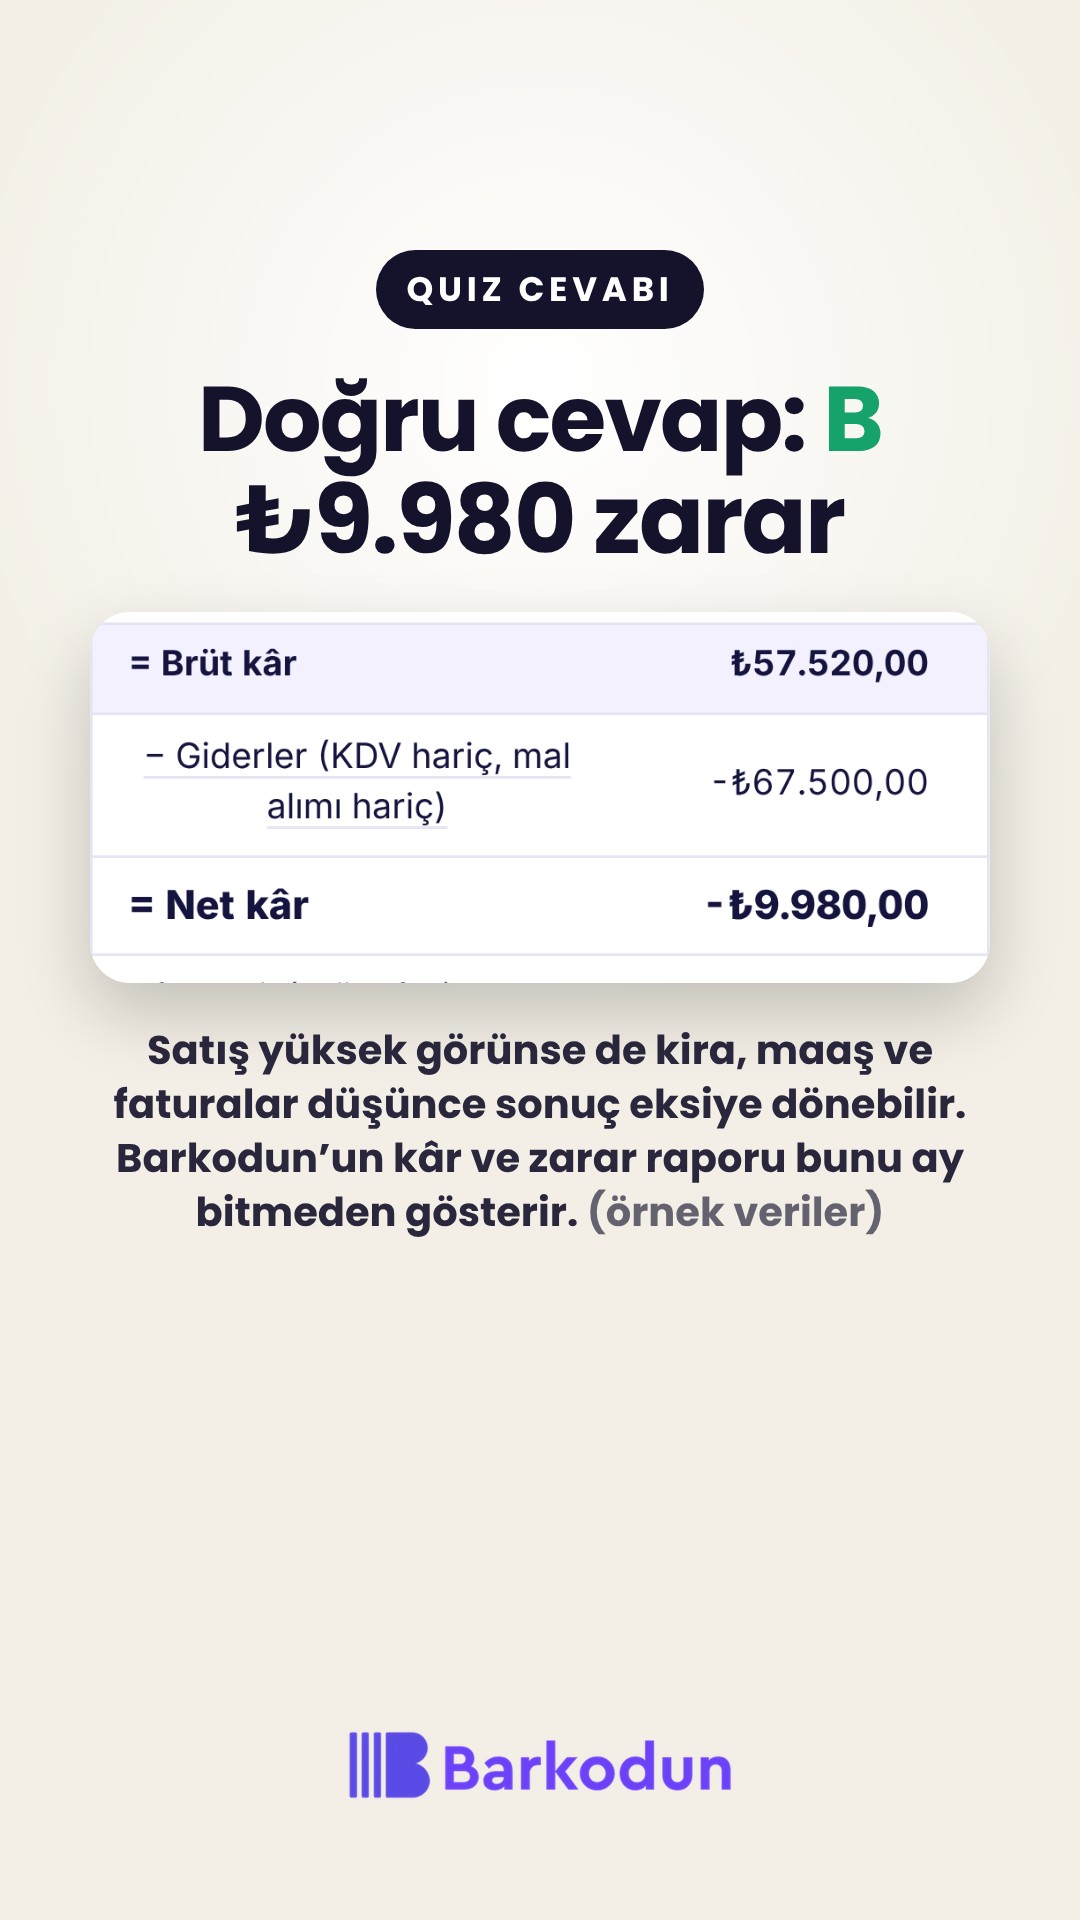 QUIZ CEVABI
Doğru cevap: B
₺9.980 zarar
= Brüt kâr ₺57.520,00
− Giderler (KDV hariç, mal
alımı hariç) -₺67.500,00
= Net kâr -₺9.980,00
Satış yüksek görünse de kira, maaş ve
faturalar düşünce sonuç eksiye dönebilir.
Barkodun’un kâr ve zarar raporu bunu ay
bitmeden gösterir. (örnek veriler)
Barkodun